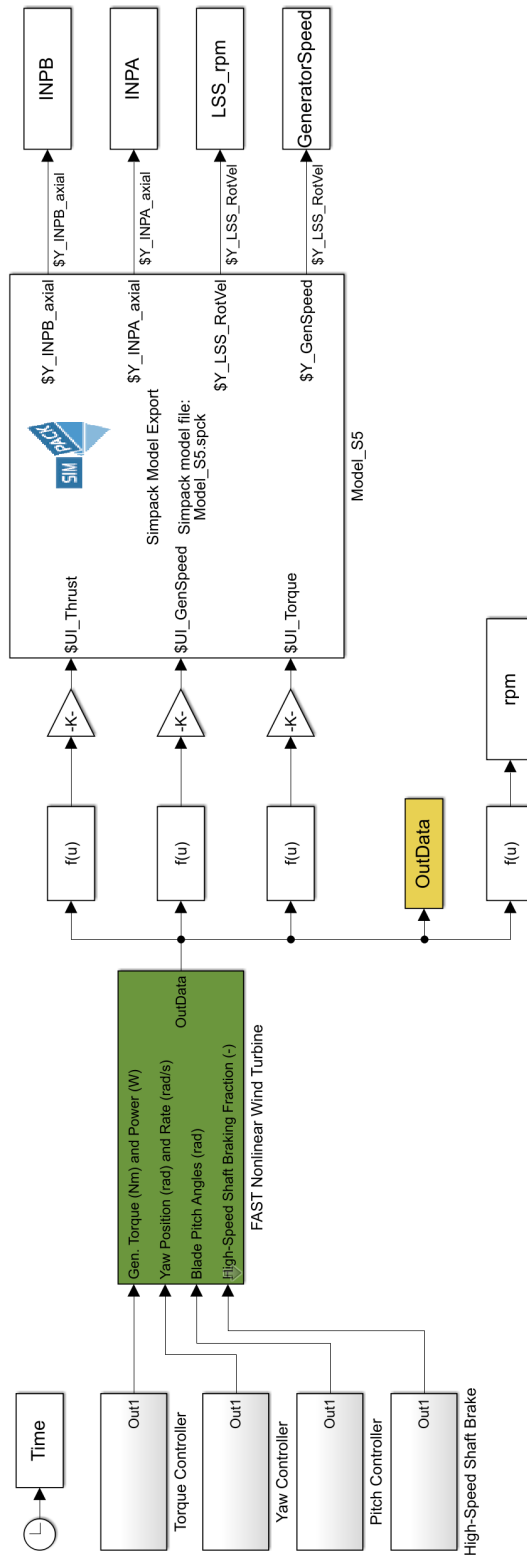 Time
Out1
Torque Controller
Out1
Yaw Controller
Out1
Pitch Controller
Out1
High-Speed Shaft Brake
Gen. Torque (Nm) and Power (W)
Yaw Position (rad) and Rate (rad/s)
Blade Pitch Angles (rad)
High-Speed Shaft Braking Fraction (-)
OutData
FAST Nonlinear Wind Turbine
f(u)
f(u)
f(u)
OutData
f(u)
rpm
-K-
-K-
-K-
$UI_Thrust
$UI_GenSpeed
$UI_Torque
SIM
PACK
Simpack Model Export
Simpack model file:
Model_S5.spck
$Y_INPB_axial
$Y_INPA_axial
$Y_LSS_RotVel
$Y_GenSpeed
Model_S5
$Y_INPB_axial
$Y_INPA_axial
$Y_LSS_RotVel
$Y_LSS_RotVel
INPB
INPA
LSS_rpm
GeneratorSpeed